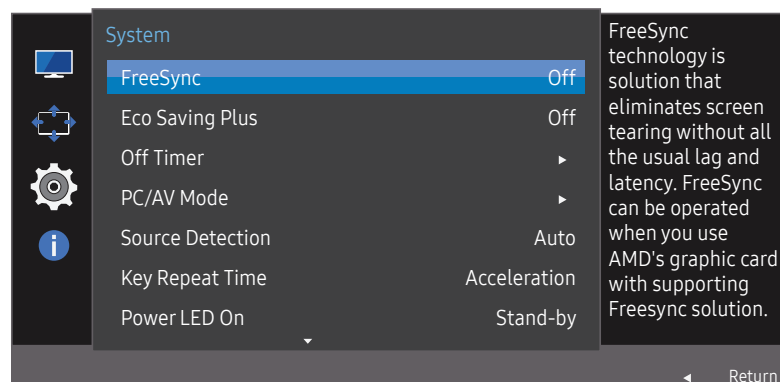 System
FreeSync Off
Eco Saving Plus Off
Off Timer
PC/AV Mode
Source Detection Auto
Key Repeat Time Acceleration
Power LED On Stand-by
FreeSync
technology is
solution that
eliminates screen
tearing without all
the usual lag and
latency. FreeSync
can be operated
when you use
AMD's graphic card
with supporting
Freesync solution.
Return